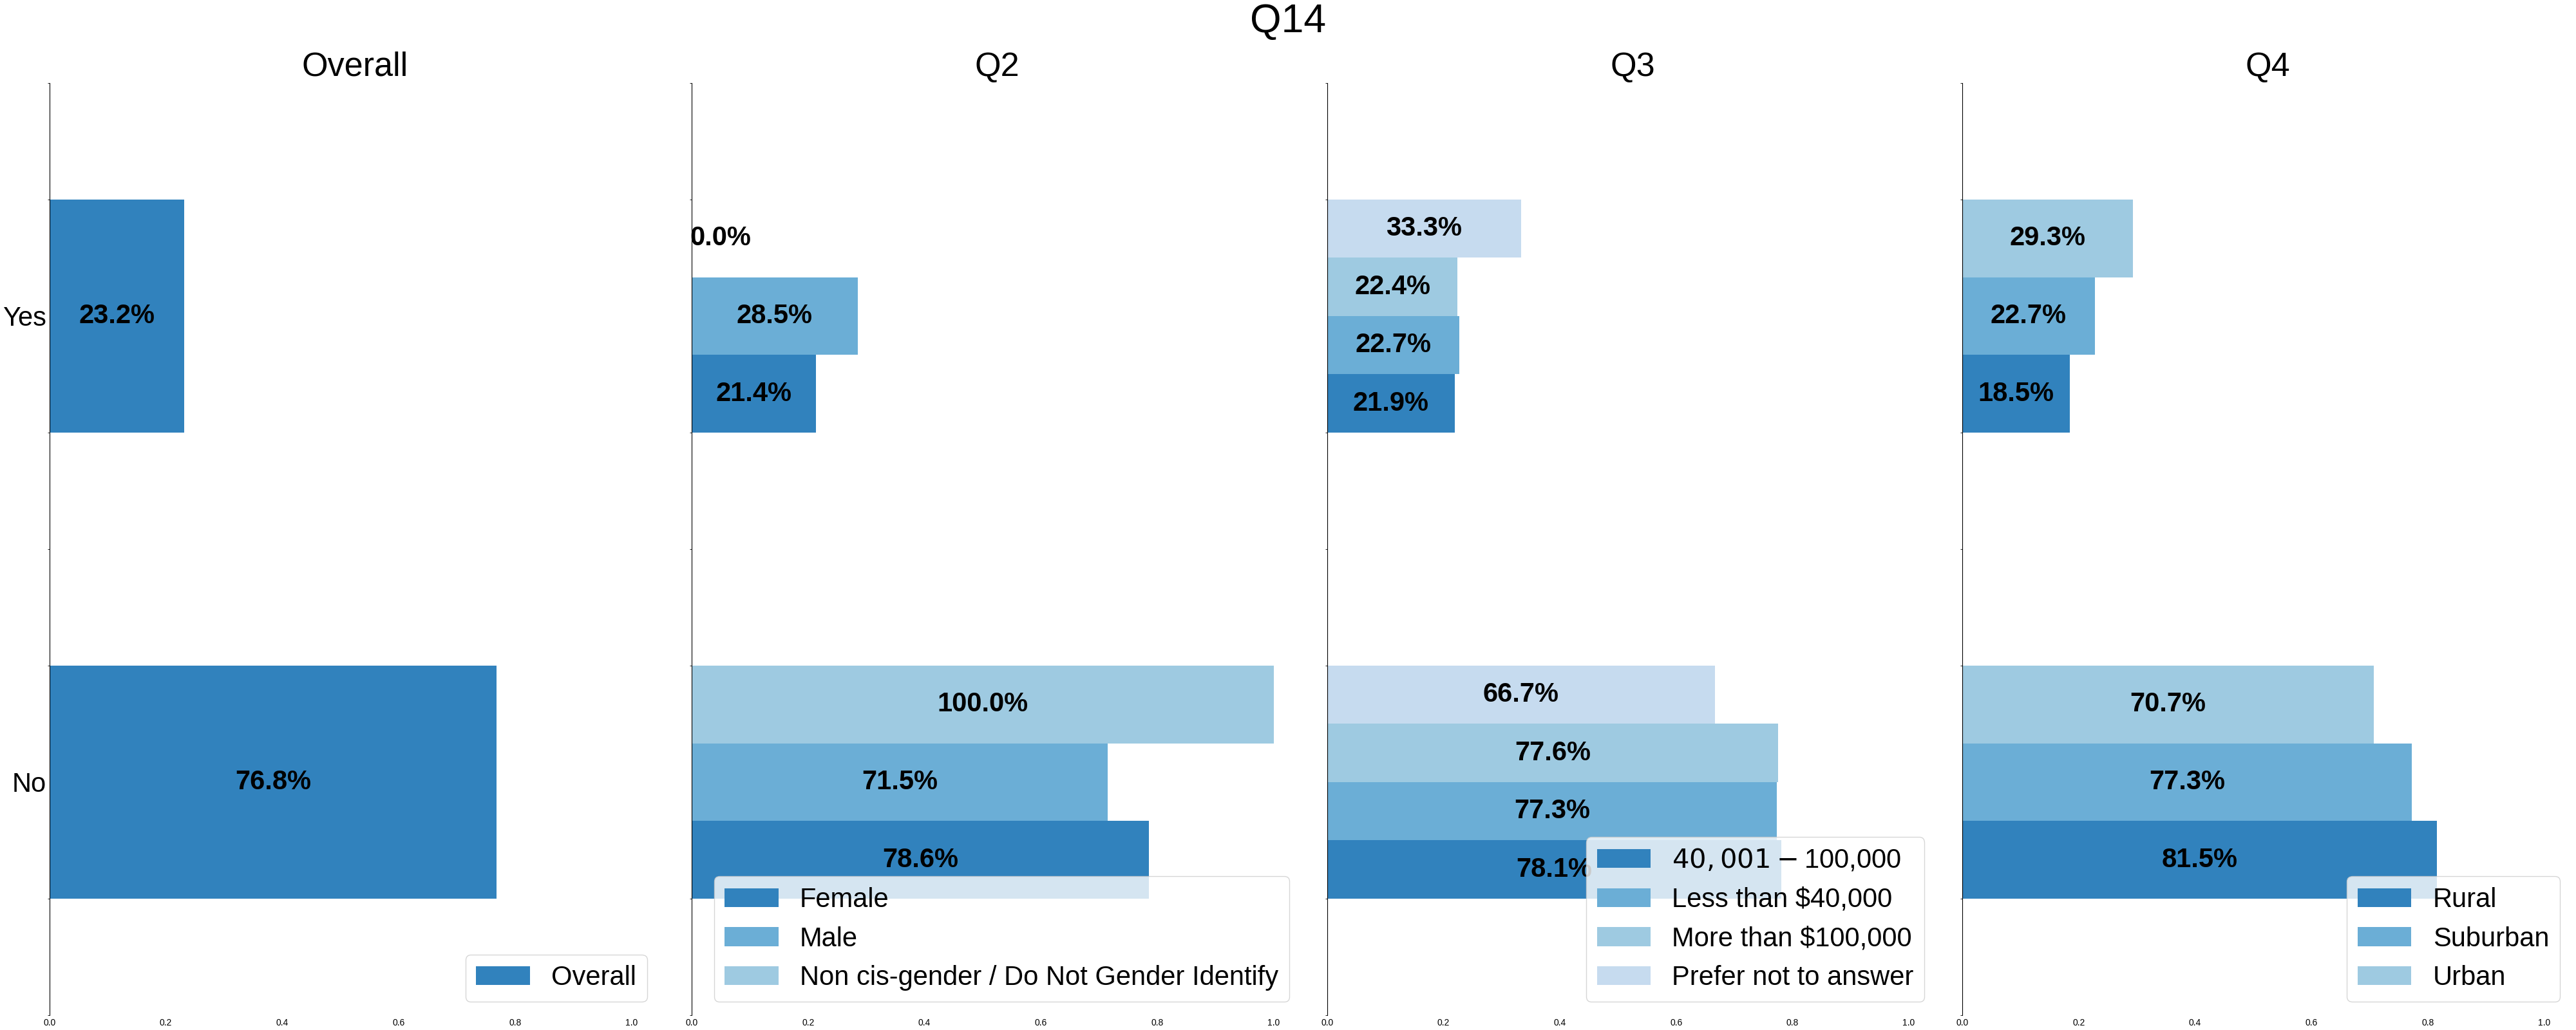 Q14
Overall
Yes
No
23.2%
76.8%
Overall
0.0 0.2 0.4 0.6 0.8 1.0
Q2
0.0%
28.5%
21.4%
100.0%
71.5%
78.6%
Female
Male
Non cis-gender / Do Not Gender Identify
0.0 0.2 0.4 0.6 0.8 1.0
Q3
33.3%
22.4%
22.7%
21.9%
66.7%
77.6%
77.3%
78.1%
40,001 − 100,000
Less than $40,000
More than $100,000
Prefer not to answer
0.0 0.2 0.4 0.6 0.8 1.0
Q4
29.3%
22.7%
18.5%
70.7%
77.3%
81.5%
Rural
Suburban
Urban
0.0 0.2 0.4 0.6 0.8 1.0